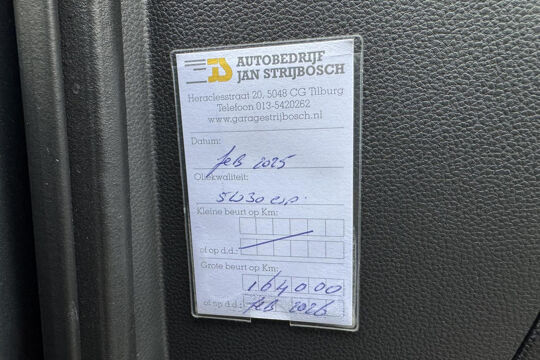 AUTOBEDRIJF
JAN STRIJBOSCH
Heraclesstraat 20, 5048 CG Tilburg
Telefoon 013-5420262
www.garagestrijbosch.nl
Datum:
feb 2025
Oliekwaliteit:
5W30
Kleine beurt op Km:
of op d.d.:
Grote beurt op Km:
164000
of op d.d.: feb 2026